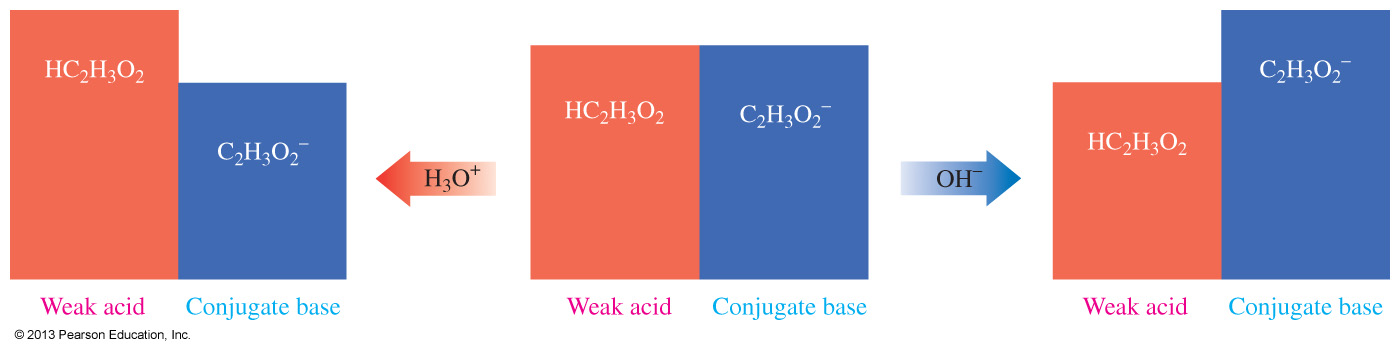 HC₂H₃O₂
C₂H₃O₂⁻
Weak acid Conjugate base
H₃O⁺
HC₂H₃O₂ C₂H₃O₂⁻
Weak acid Conjugate base
OH⁻
HC₂H₃O₂
C₂H₃O₂⁻
Weak acid Conjugate base
© 2013 Pearson Education, Inc.